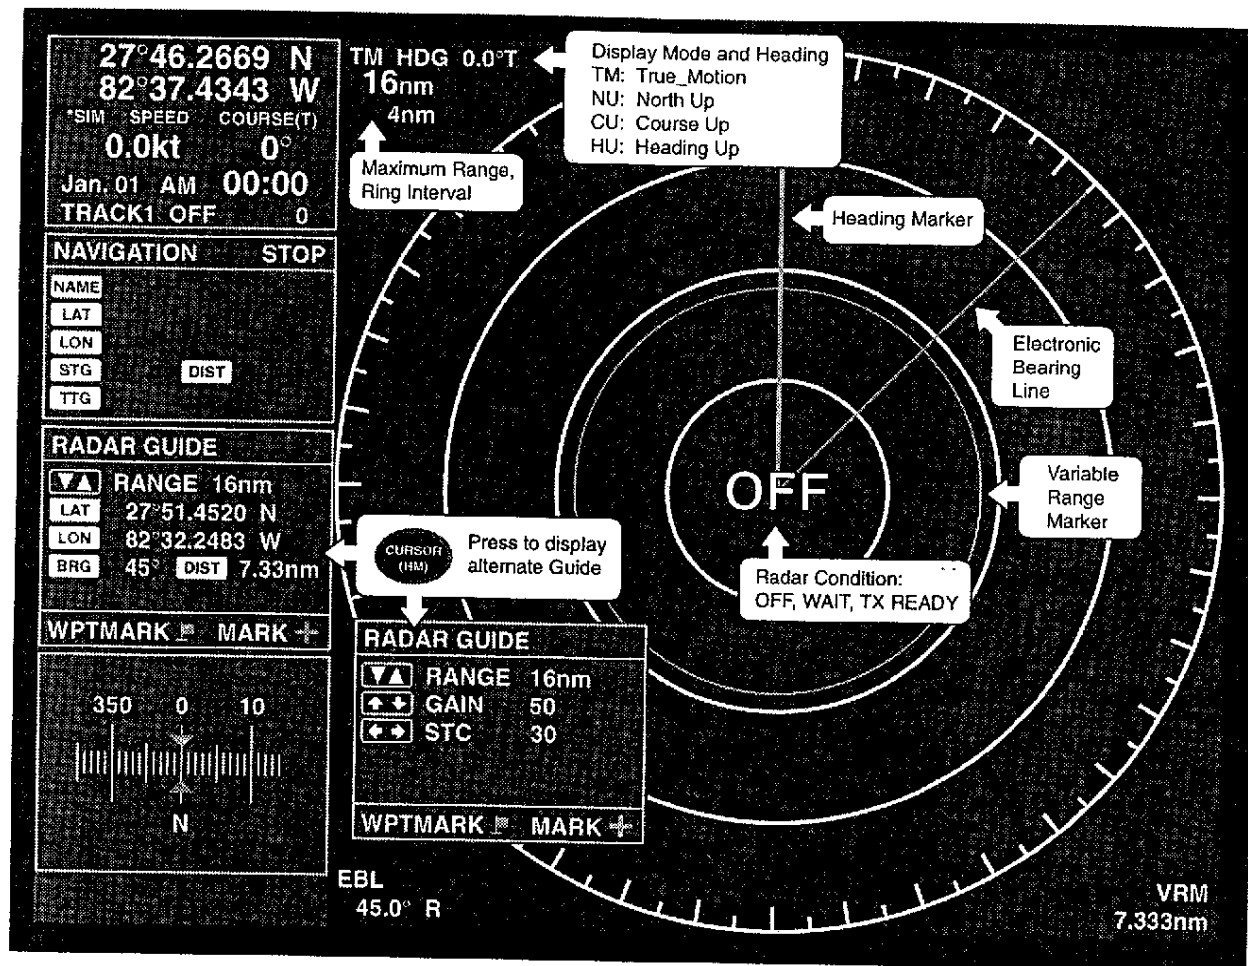 27°46.2669 N
82°37.4343 W
*SIM SPEED COURSE(T)
0.0kt 0°
Jan. 01 AM 00:00
TRACK1 OFF 0
NAVIGATION STOP
NAME
LAT
LON
STG DIST
TTG
RADAR GUIDE
▼▲ RANGE 16nm
LAT 27°51.4520 N
LON 82°32.2483 W
BRG 45° DIST 7.33nm
WPTMARK MARK
350 0 10
N
TM HDG 0.0°T
16nm
4nm
Maximum Range,
Ring Interval
Display Mode and Heading
TM: True_Motion
NU: North Up
CU: Course Up
HU: Heading Up
Heading Marker
Electronic
Bearing
Line
Variable
Range
Marker
OFF
Radar Condition:
OFF, WAIT, TX READY
CURSOR
(HM)
Press to display
alternate Guide
RADAR GUIDE
▼▲ RANGE 16nm
GAIN 50
STC 30
WPTMARK MARK
EBL
45.0° R
VRM
7.333nm